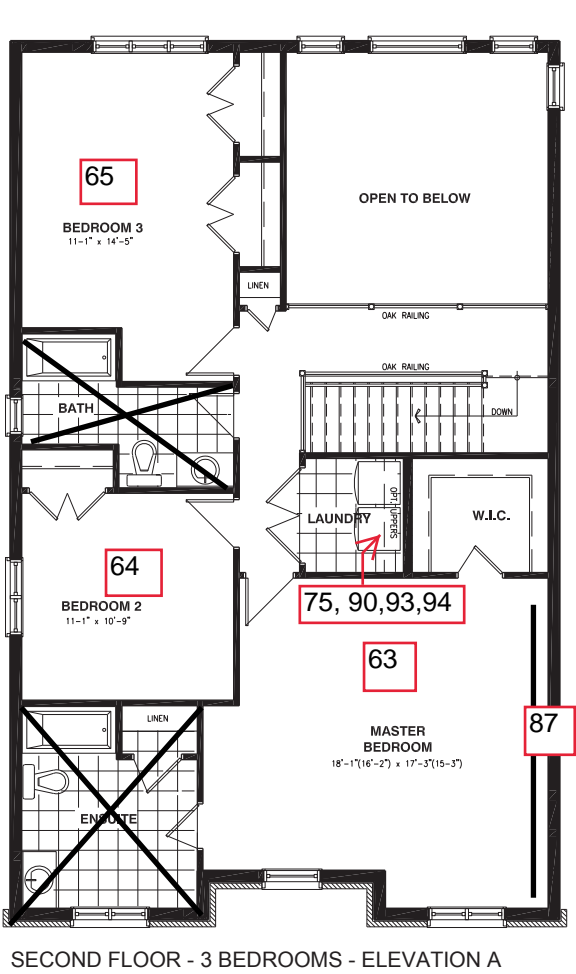 65
BEDROOM 3
11'-1" x 14'-5"
OPEN TO BELOW
LINEN
OAK RAILING
OAK RAILING
BATH
DOWN
LAUNDRY
OPT. UPPERS
W.I.C.
64
BEDROOM 2
11'-1" x 10'-9"
75, 90,93,94
63
87
LINEN
MASTER
BEDROOM
18'-1"(16'-2") x 17'-3"(15-3")
ENSUITE
SECOND FLOOR - 3 BEDROOMS - ELEVATION A